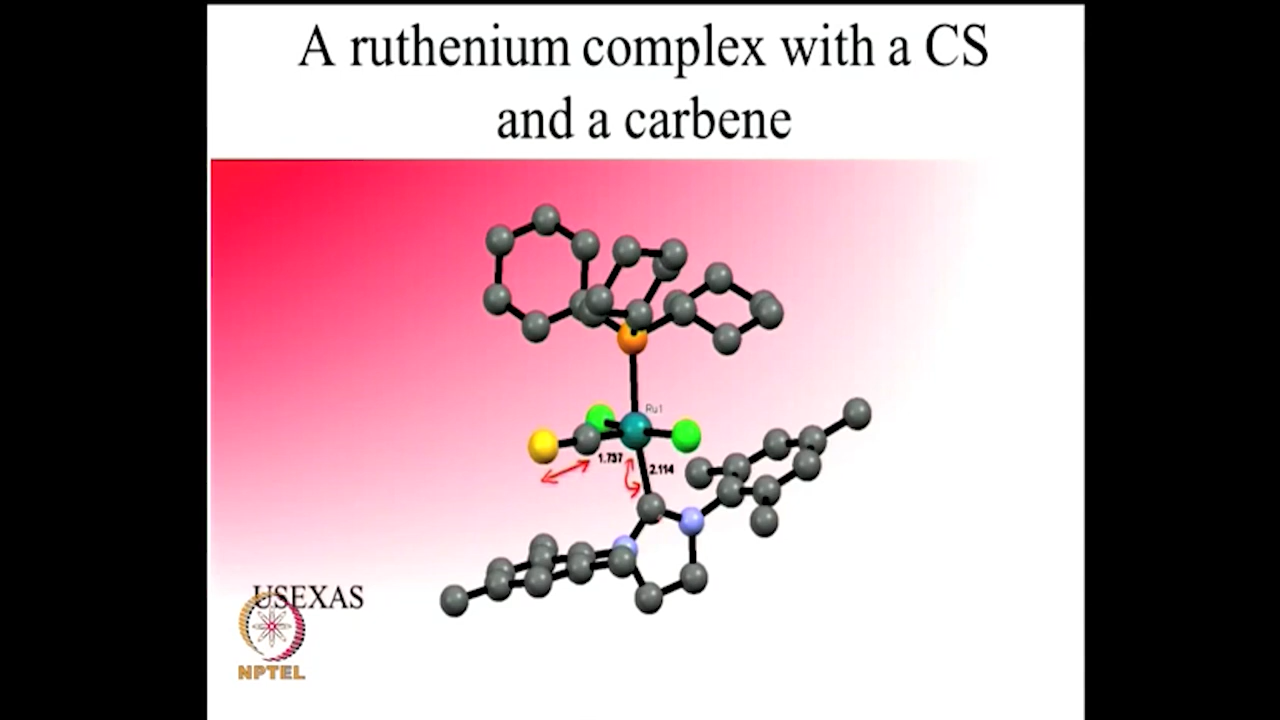 A ruthenium complex with a CS
and a carbene
Ru1
1.737
2.114
USEXAS
NPTEL